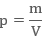 p = m/V